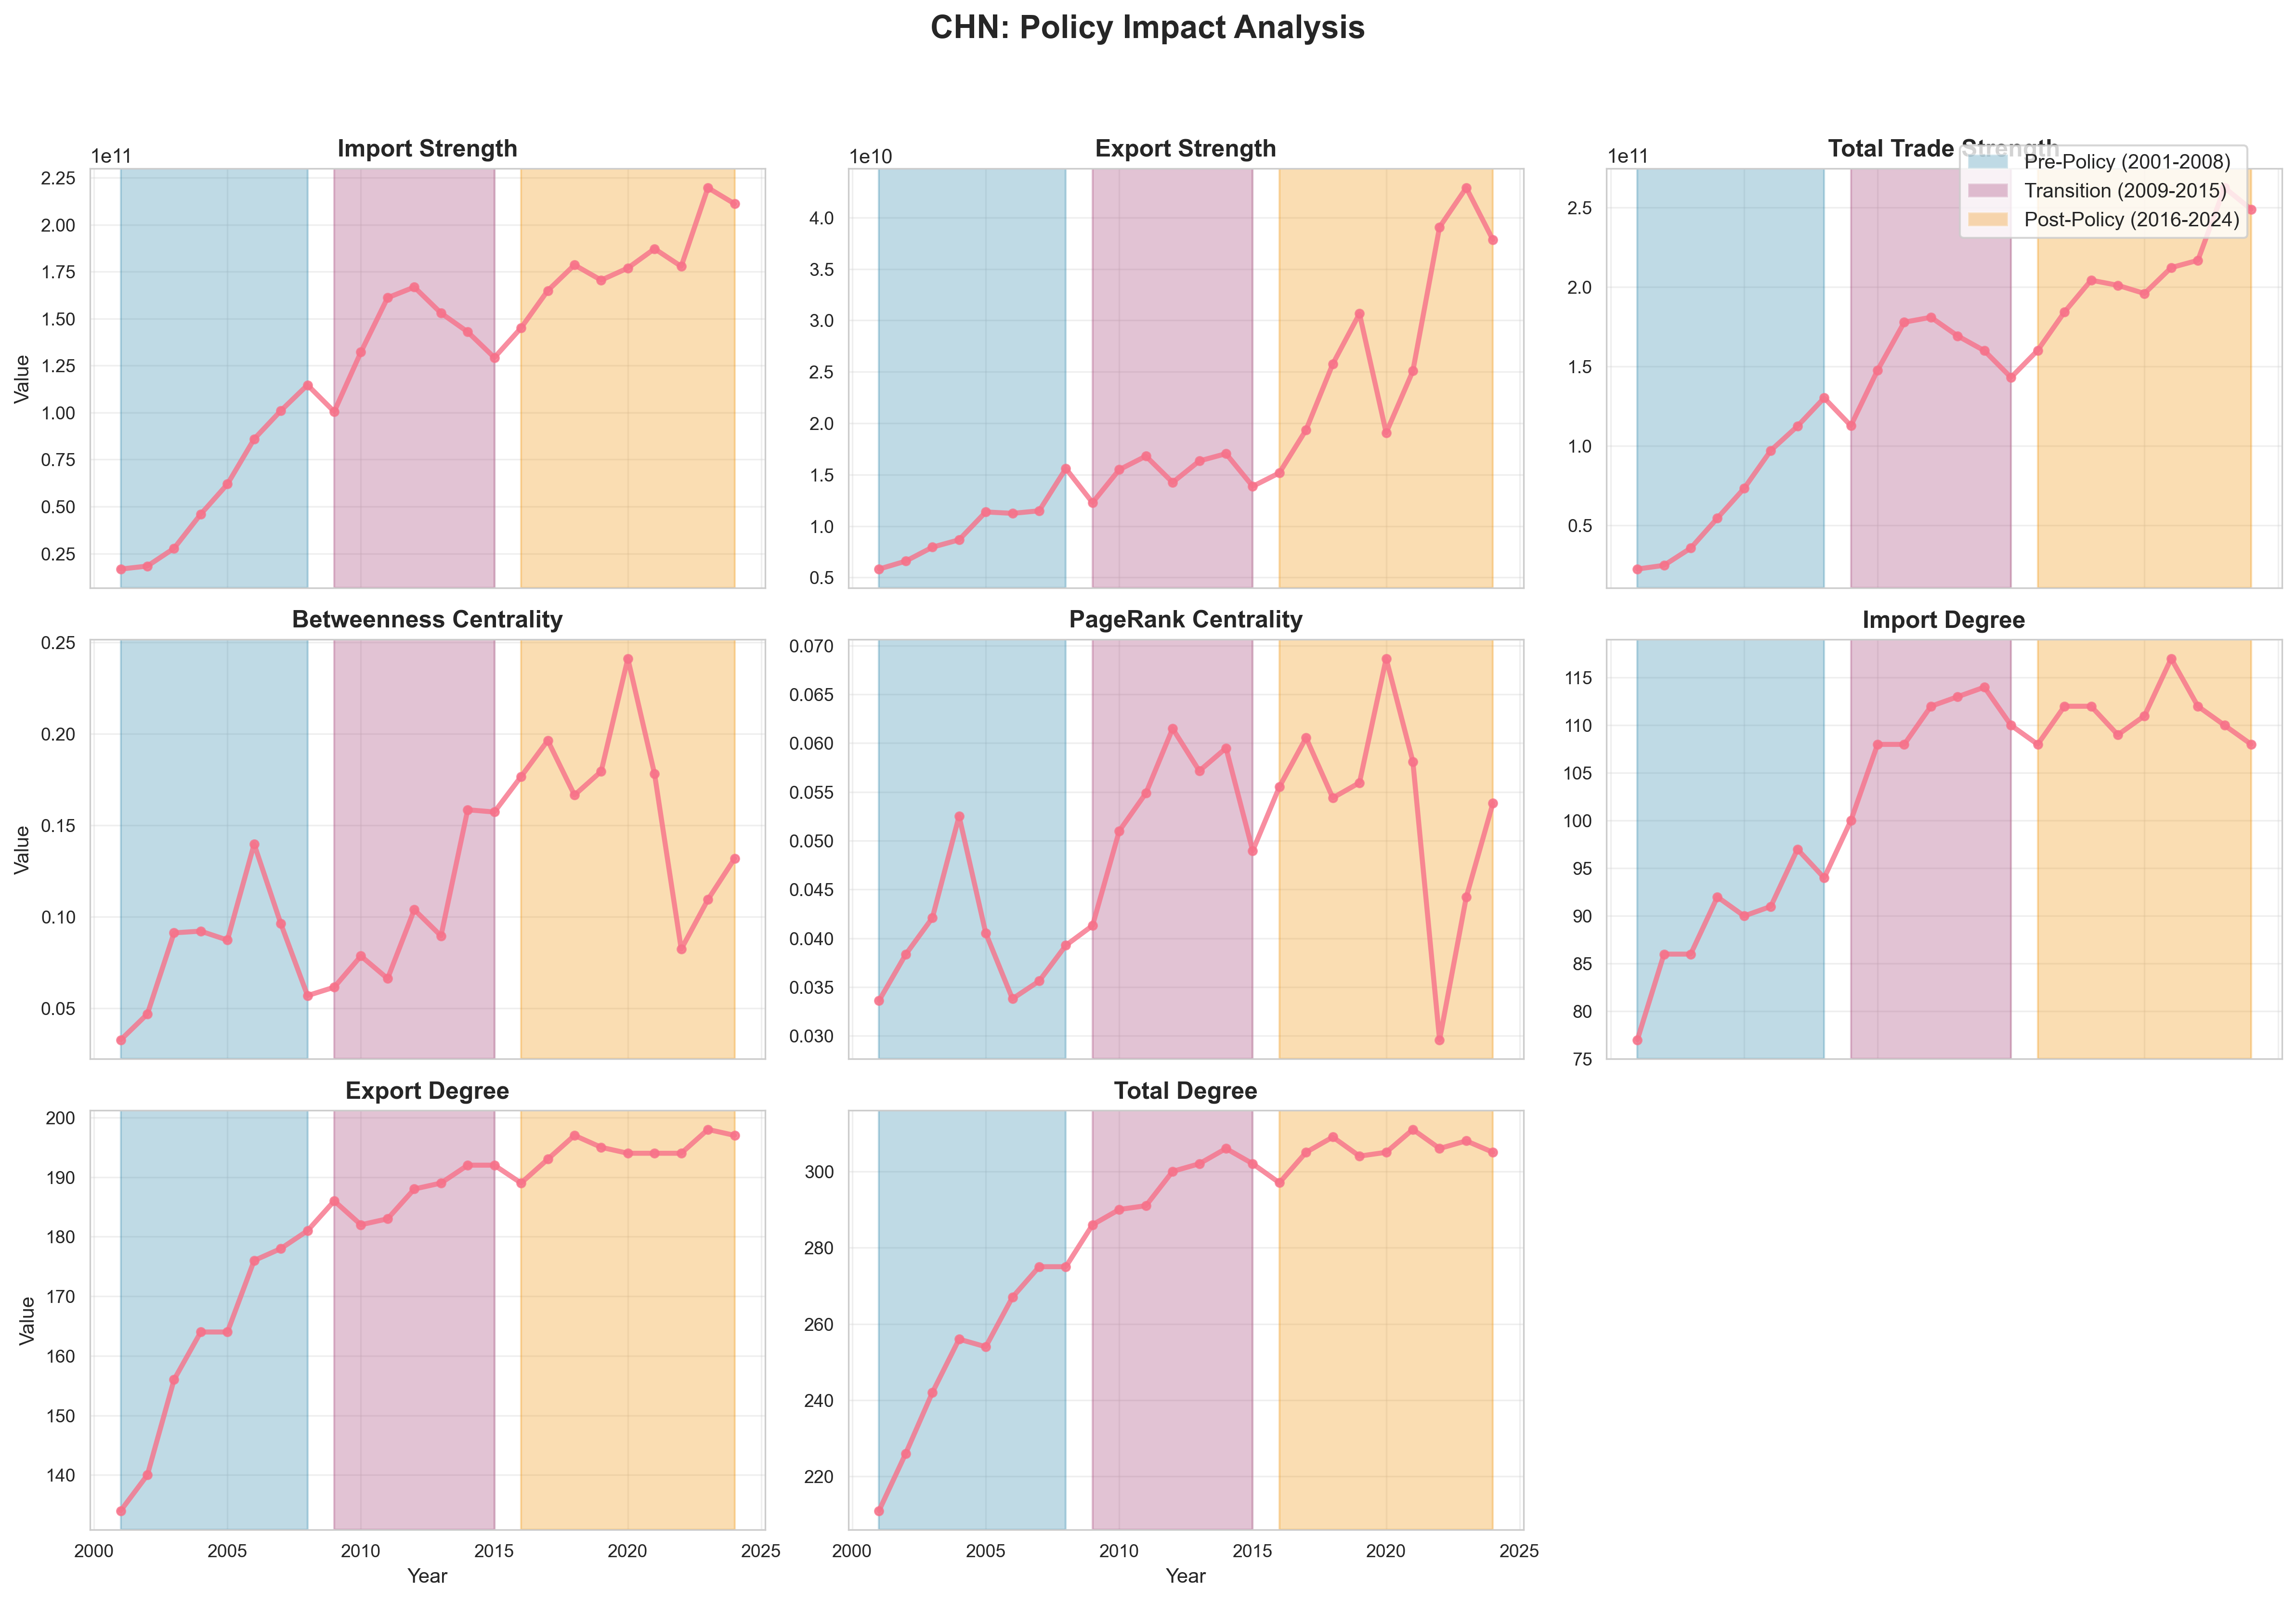 CHN: Policy Impact Analysis
Import Strength
1e11
2.25
2.00
1.75
1.50
1.25
1.00
0.75
0.50
0.25
Value
Export Strength
1e10
4.0
3.5
3.0
2.5
2.0
1.5
1.0
0.5
Total Trade Strength
1e11
2.5
2.0
1.5
1.0
0.5
Pre-Policy (2001-2008)
Transition (2009-2015)
Post-Policy (2016-2024)
Betweenness Centrality
0.25
0.20
0.15
0.10
0.05
Value
PageRank Centrality
0.070
0.065
0.060
0.055
0.050
0.045
0.040
0.035
0.030
Import Degree
115
110
105
100
95
90
85
80
75
Export Degree
200
190
180
170
160
150
140
Value
2000 2005 2010 2015 2020 2025
Year
Total Degree
300
280
260
240
220
2000 2005 2010 2015 2020 2025
Year